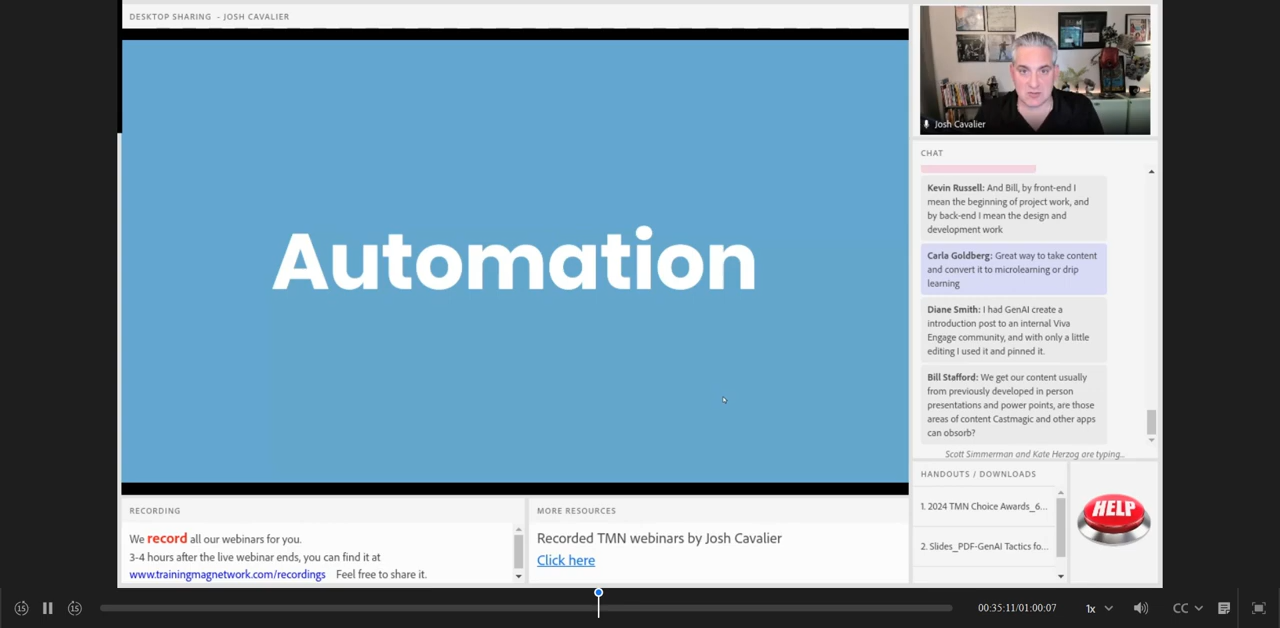 DESKTOP SHARING - JOSH CAVALIER
Automation
Josh Cavalier
CHAT
Kevin Russell: And Bill, by front-end I
mean the beginning of project work, and
by back-end I mean the design and
development work
Carla Goldberg: Great way to take content
and convert it to microlearning or drip
learning
Diane Smith: I had GenAI create a
introduction post to an internal Viva
Engage community, and with only a little
editing I used it and pinned it.
Bill Stafford: We get our content usually
from previously developed in person
presentations and power points, are those
areas of content Castmagic and other apps
can obsorb?
Scott Simmerman and Kate Herzog are typing...
HANDOUTS / DOWNLOADS
1. 2024 TMN Choice Awards_6...
2. Slides_PDF-GenAI Tactics fo...
HELP
RECORDING
We record all our webinars for you.
3-4 hours after the live webinar ends, you can find it at
www.trainingmagnetwork.com/recordings Feel free to share it.
MORE RESOURCES
Recorded TMN webinars by Josh Cavalier
Click here
15
15
00:35:11/01:00:07
1x
CC